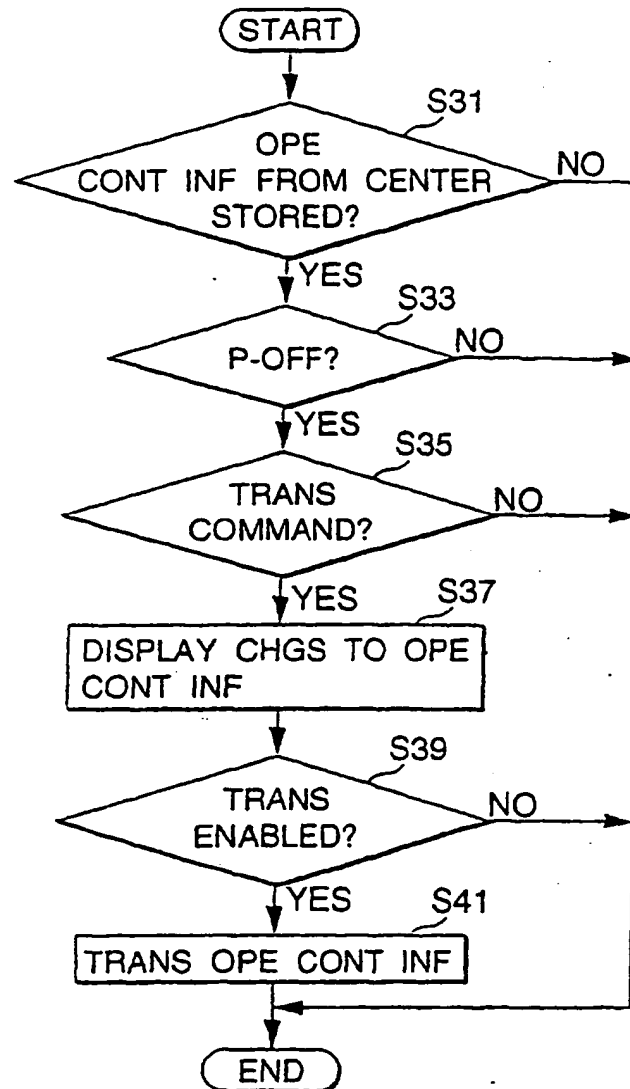 START
S31
OPE
CONT INF FROM CENTER
STORED?
NO
YES
S33
P-OFF?
NO
YES
S35
TRANS
COMMAND?
NO
YES
S37
DISPLAY CHGS TO OPE
CONT INF
S39
TRANS
ENABLED?
NO
YES
S41
TRANS OPE CONT INF
END